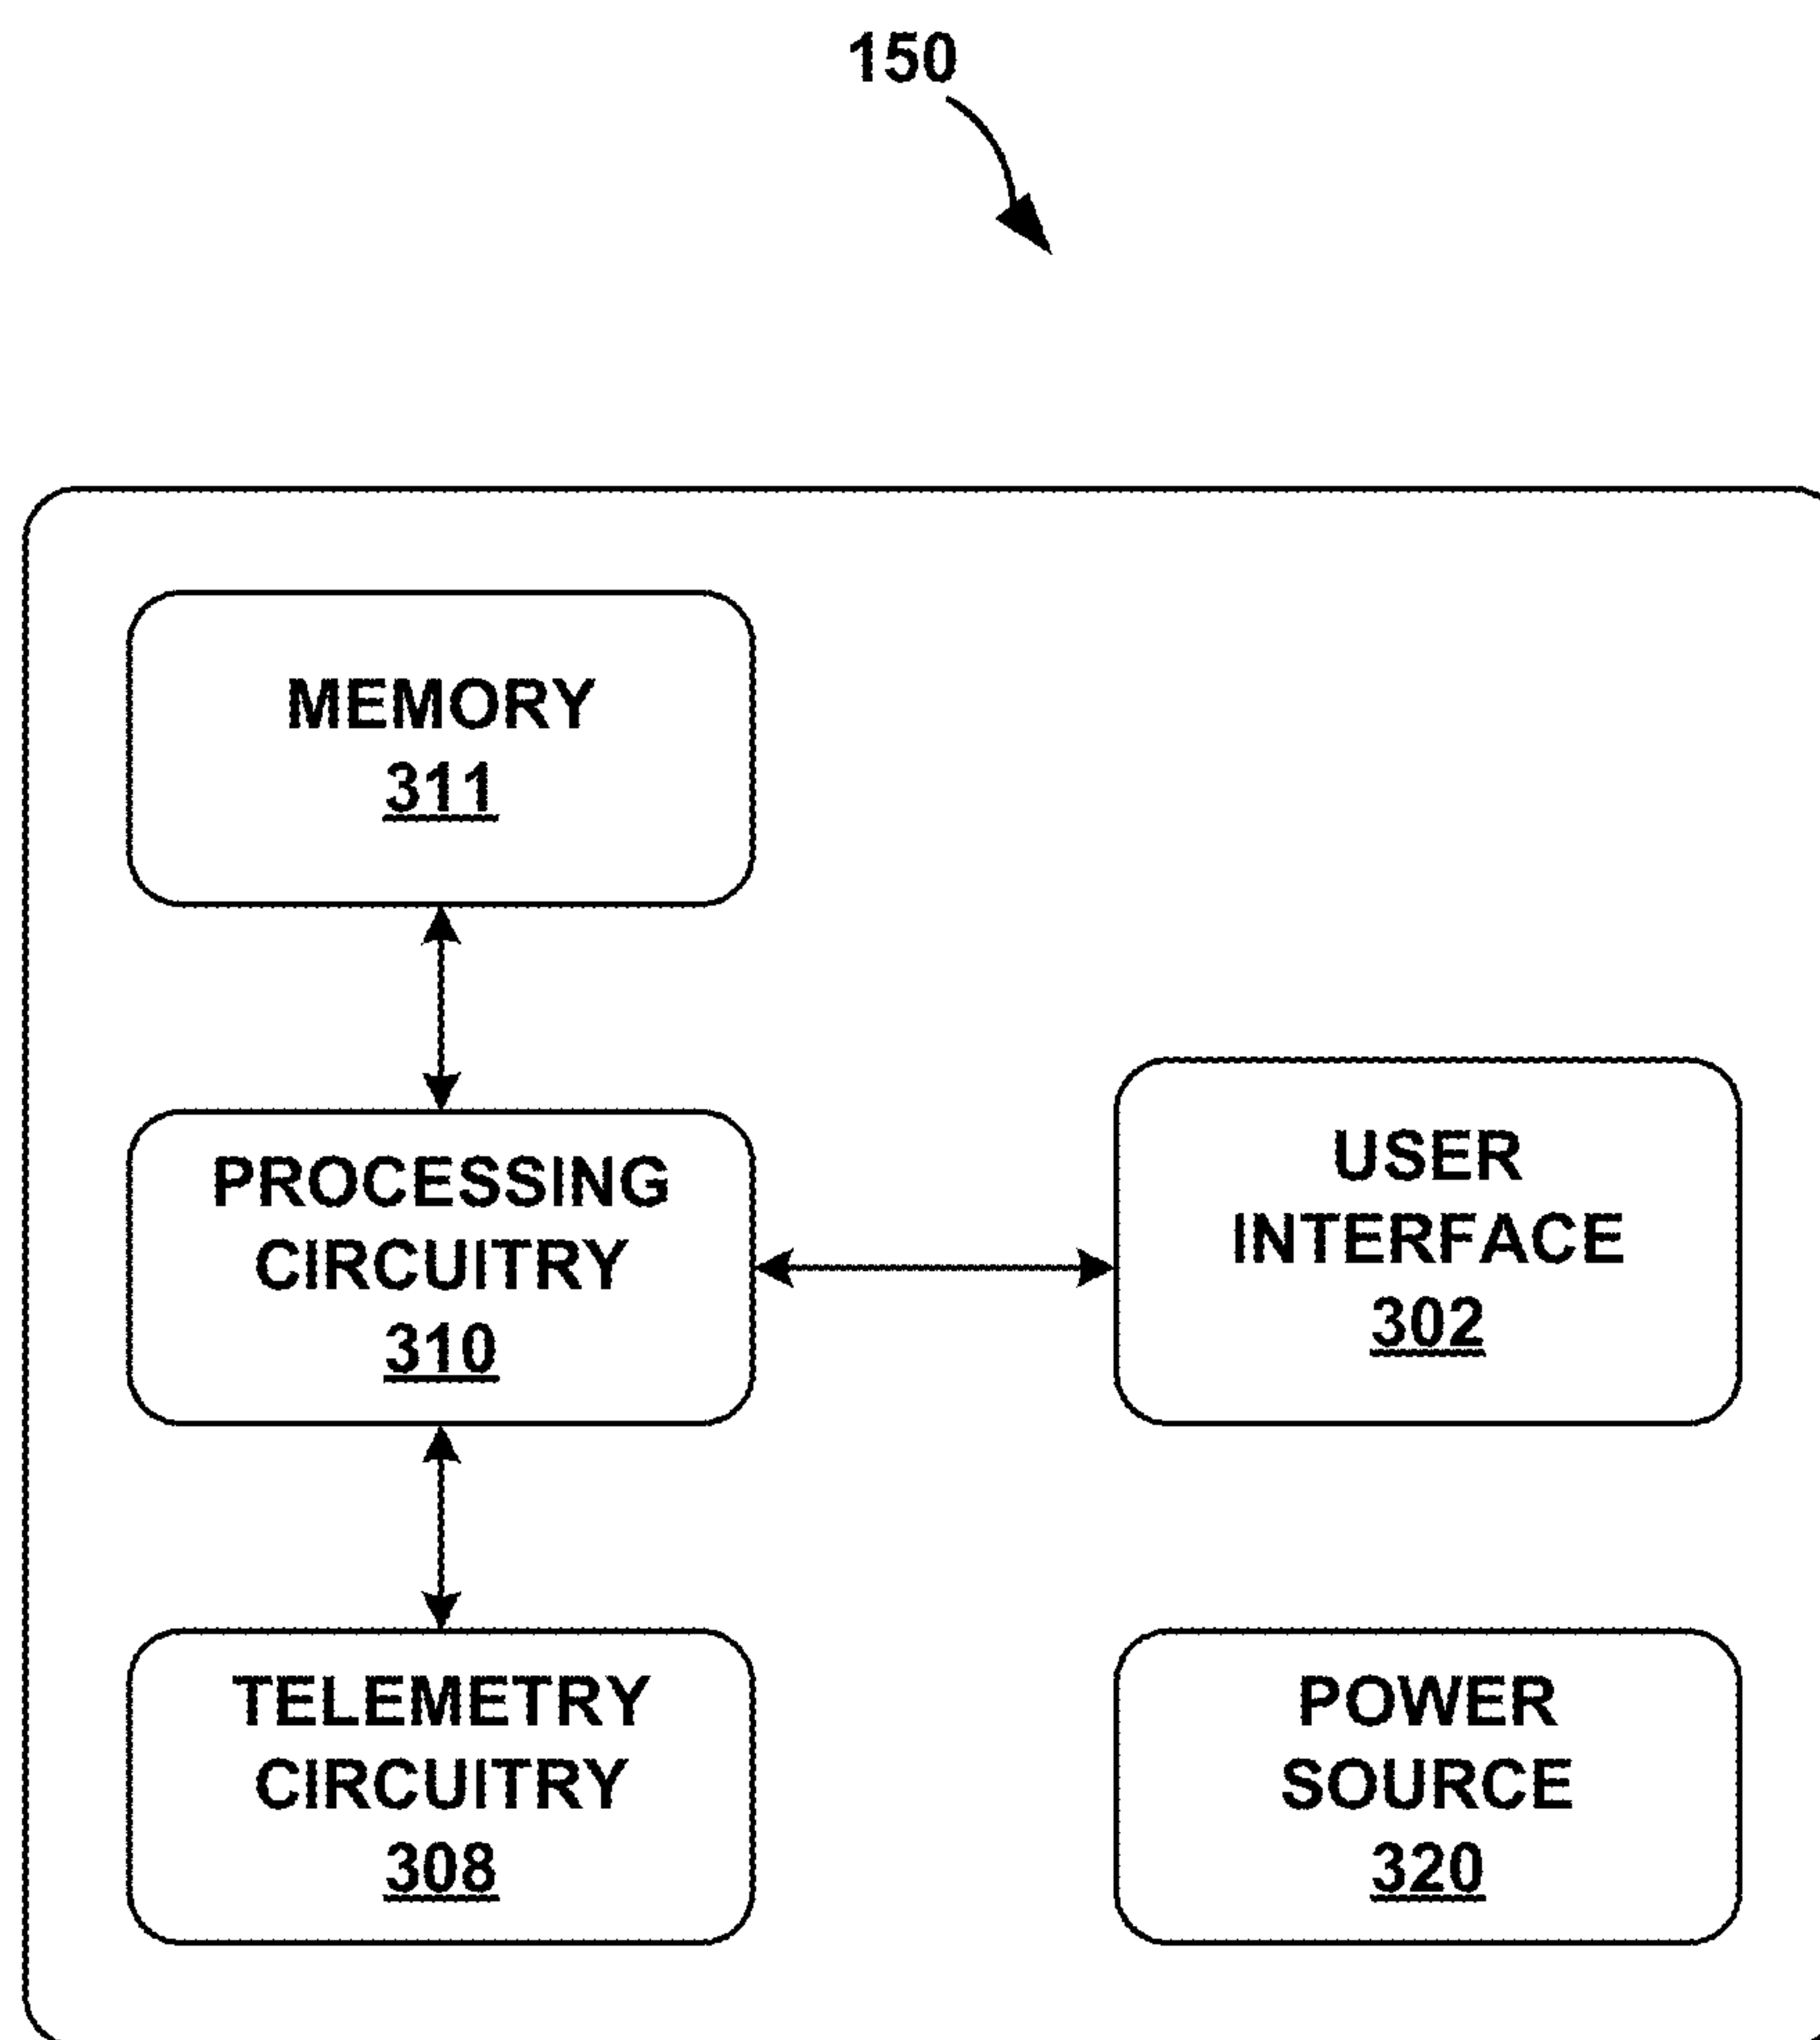 150
MEMORY
311
PROCESSING
CIRCUITRY
310
USER
INTERFACE
302
TELEMETRY
CIRCUITRY
308
POWER
SOURCE
320